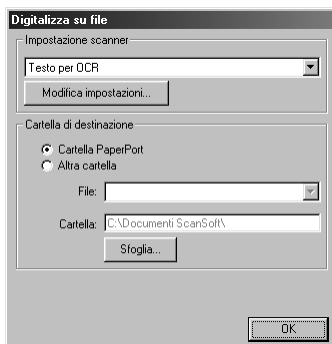 Digitalizza su file
Impostazione scanner
Testo per OCR
Modifica impostazioni...
Cartella di destinazione
Cartella PaperPort
Altra cartella
File:
Cartella: C:\Documenti ScanSoft\
Sfoglia...
OK